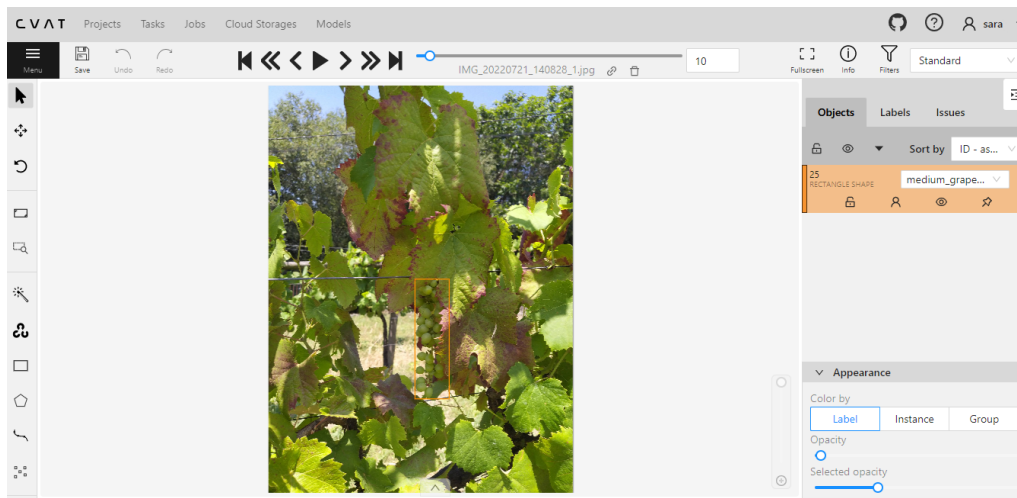 CVAT Projects Tasks Jobs Cloud Storages Models sara
Menu Save Undo Redo IMG_20220721_140828_1.jpg 10 Fullscreen Info Filters Standard
Objects Labels Issues
Sort by ID - as...
25 medium_grape...
RECTANGLE SHAPE
Appearance
Color by
Label Instance Group
Opacity
Selected opacity